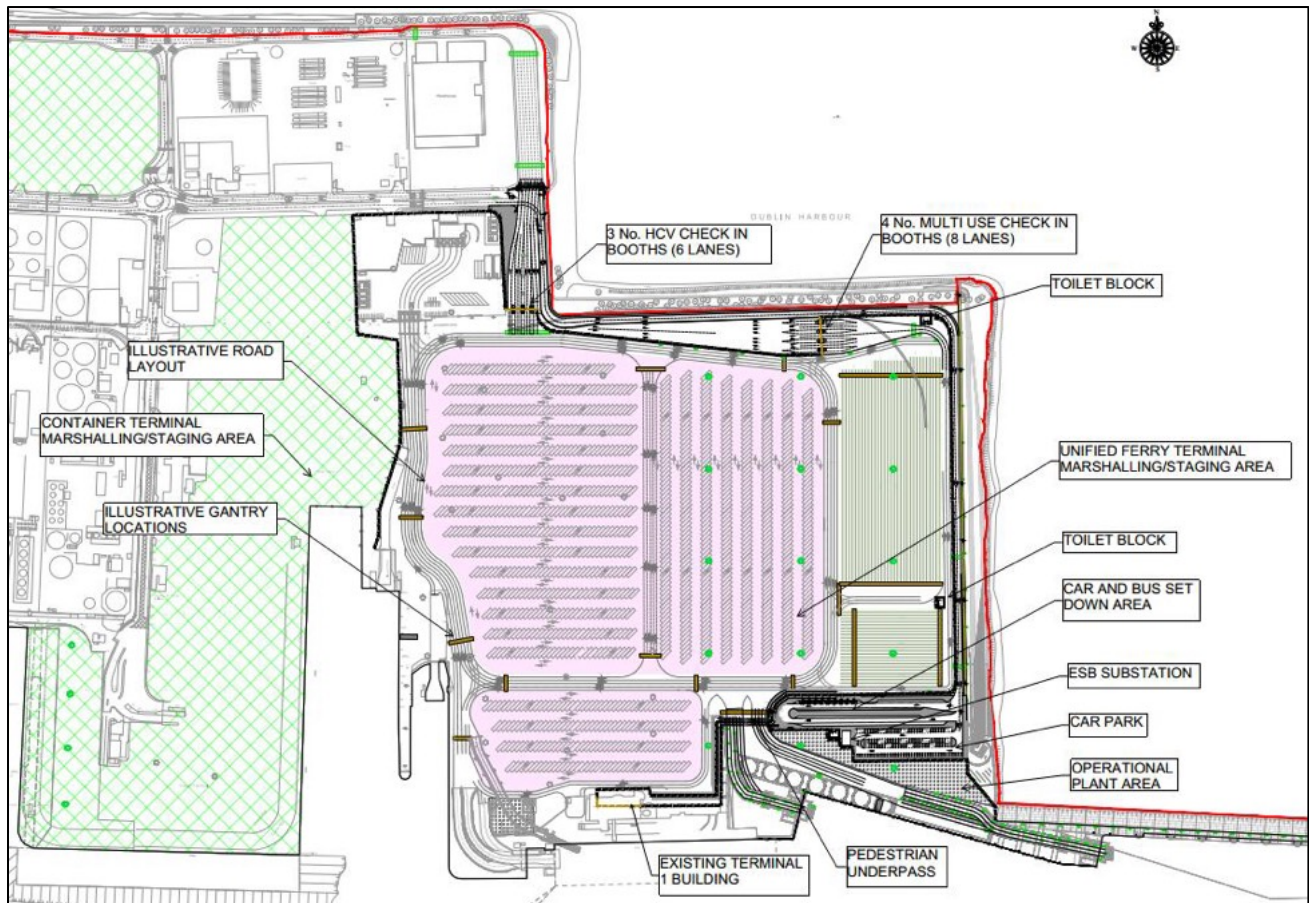 N
W
E
S
DUBLIN HARBOUR
3 No. HCV CHECK IN
BOOTHS (6 LANES)
4 No. MULTI USE CHECK IN
BOOTHS (8 LANES)
TOILET BLOCK
ILLUSTRATIVE ROAD
LAYOUT
CONTAINER TERMINAL
MARSHALLING/STAGING AREA
UNIFIED FERRY TERMINAL
MARSHALLING/STAGING AREA
ILLUSTRATIVE GANTRY
LOCATIONS
TOILET BLOCK
CAR AND BUS SET
DOWN AREA
ESB SUBSTATION
CAR PARK
OPERATIONAL
PLANT AREA
EXISTING TERMINAL
1 BUILDING
PEDESTRIAN
UNDERPASS